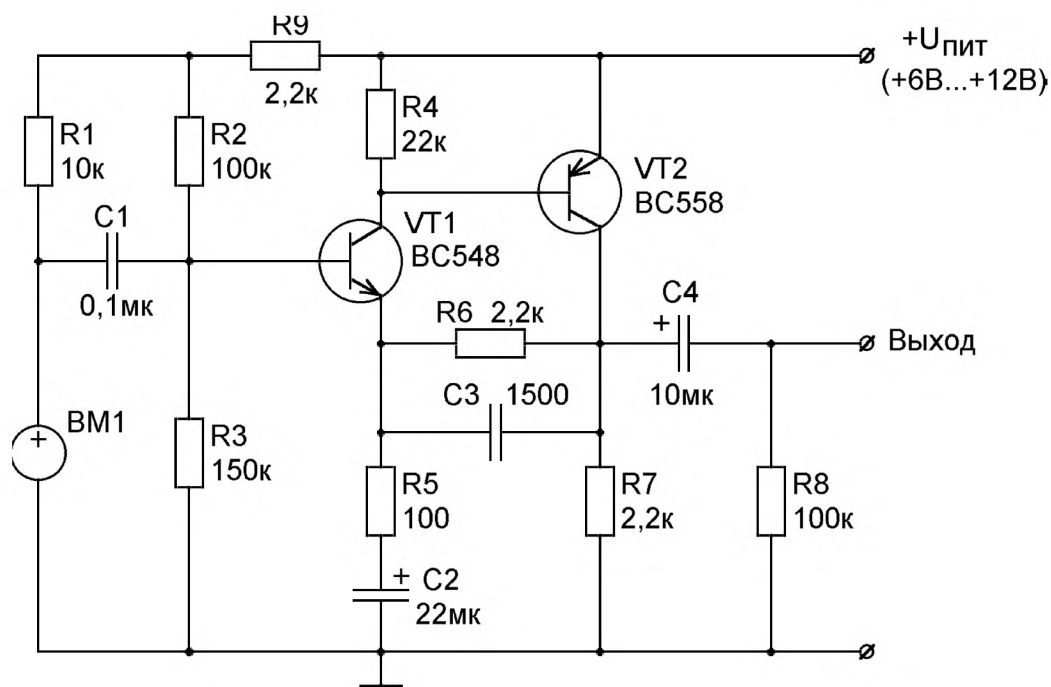 R9
2,2к
+Uпит
(+6В...+12В)
R1
10к
R2
100к
R4
22к
VT2
BC558
C1
0,1мк
VT1
BC548
R6 2,2к
C4
+
10мк
Выход
C3 1500
BM1
+
R3
150к
R5
100
R7
2,2к
R8
100к
+ C2
22мк